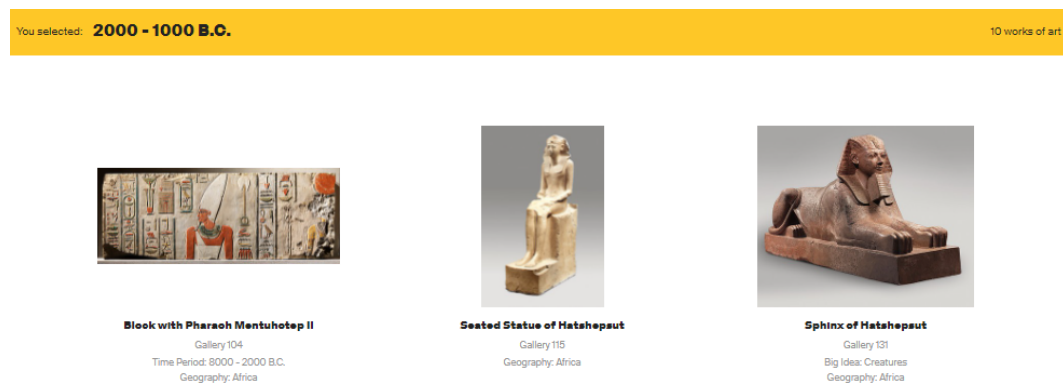 You selected: 2000 - 1000 B.C.
10 works of art
Block with Pharaoh Mentuhotep II
Gallery 104
Time Period: 8000 - 2000 B.C.
Geography: Africa
Seated Statue of Hatshepsut
Gallery 115
Geography: Africa
Sphinx of Hatshepsut
Gallery 131
Big Idea: Creatures
Geography: Africa